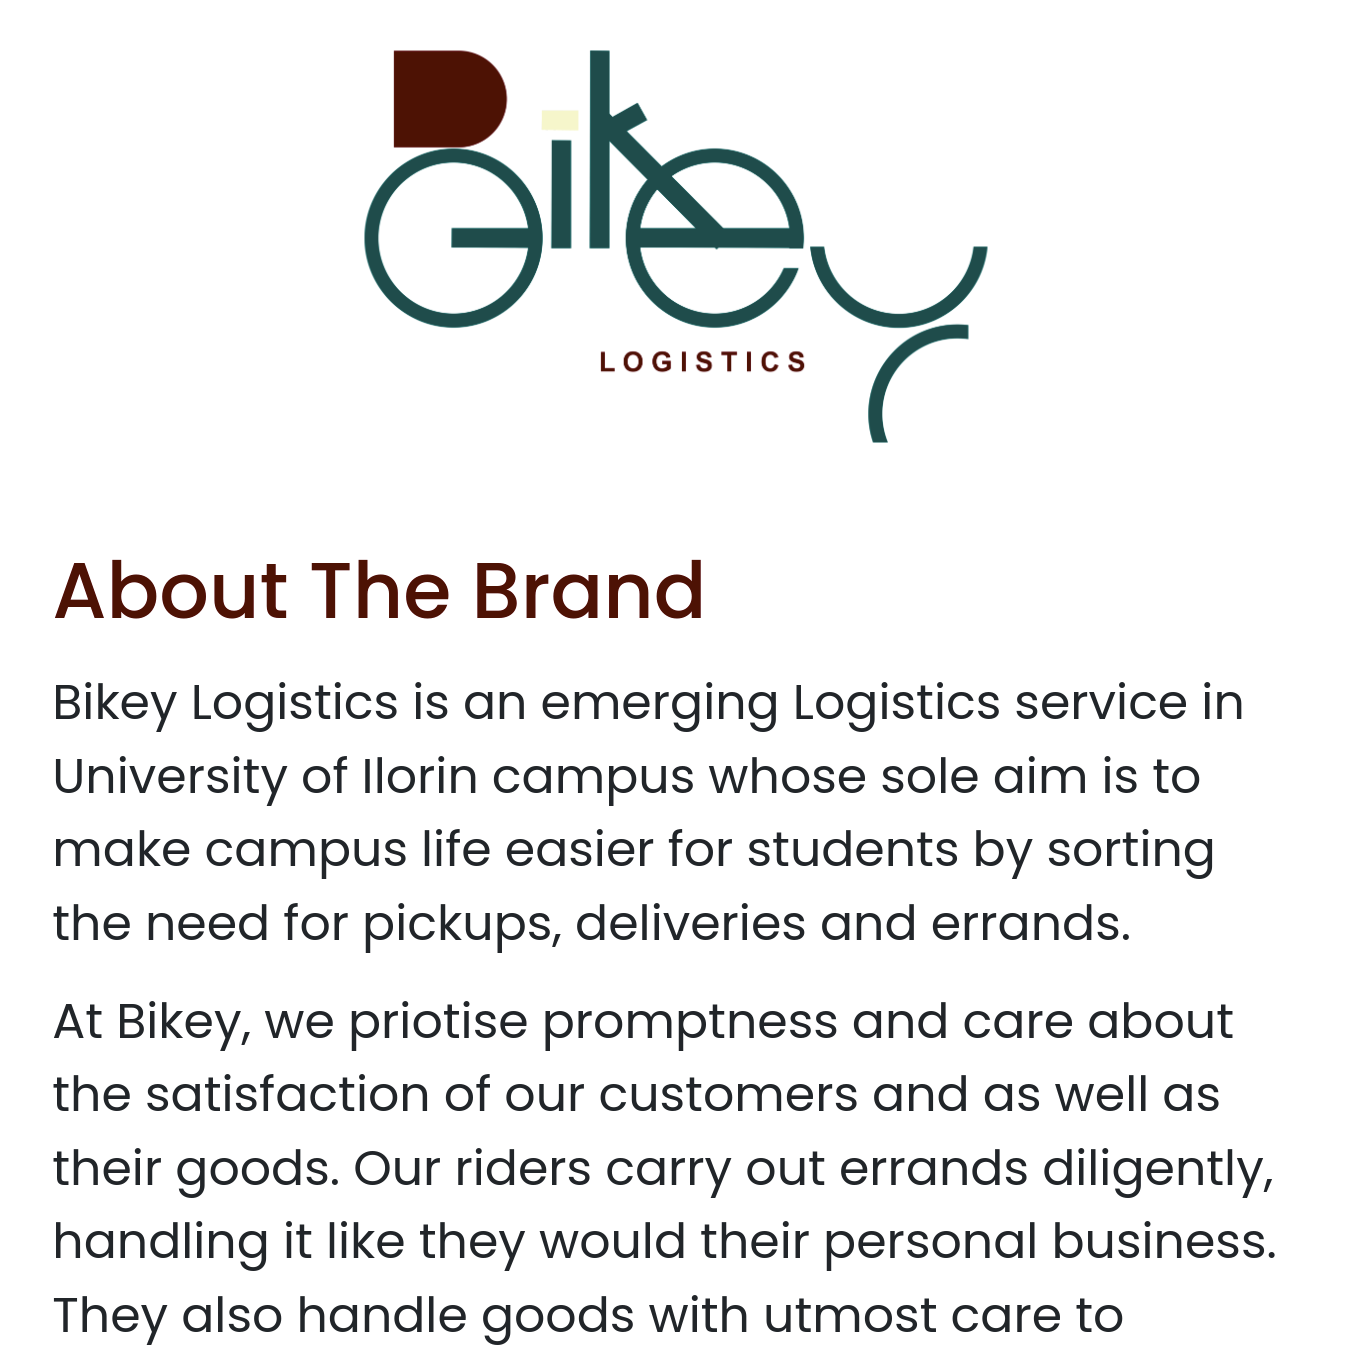 Bikey
LOGISTICS
About The Brand
Bikey Logistics is an emerging Logistics service in
University of Ilorin campus whose sole aim is to
make campus life easier for students by sorting
the need for pickups, deliveries and errands.
At Bikey, we priotise promptness and care about
the satisfaction of our customers and as well as
their goods. Our riders carry out errands diligently,
handling it like they would their personal business.
They also handle goods with utmost care to